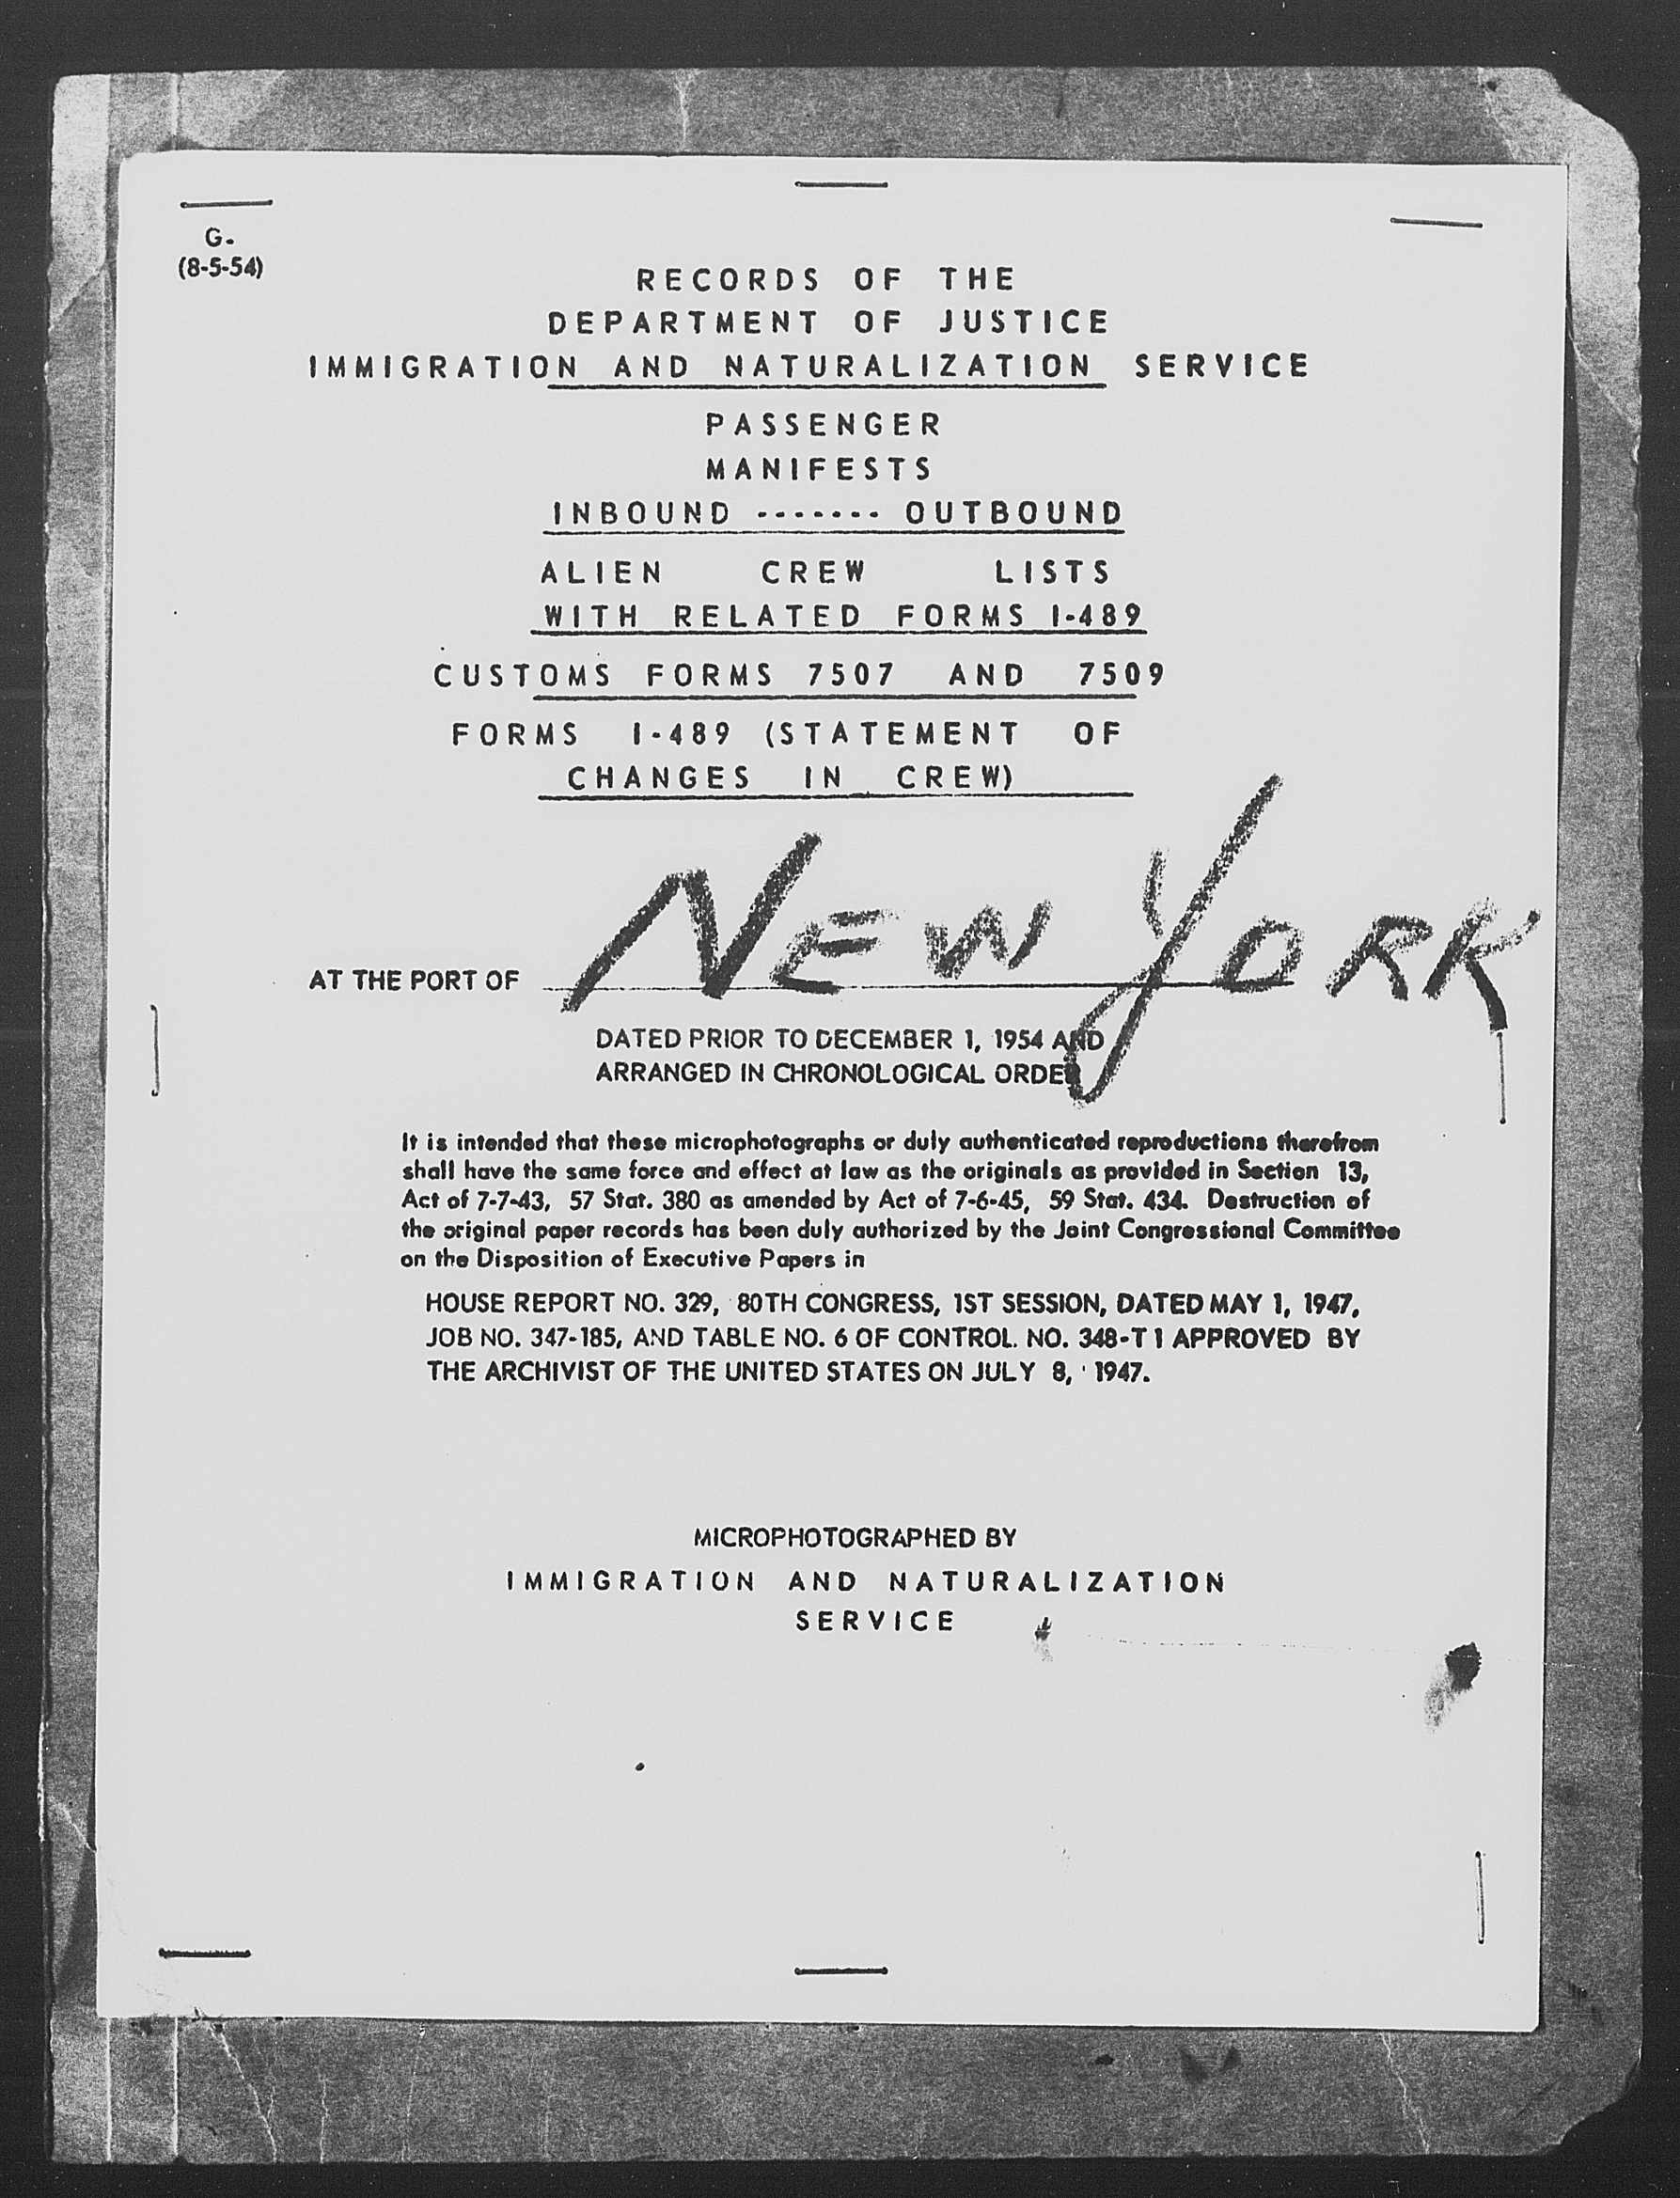 G-
(8-5-54)
RECORDS OF THE
DEPARTMENT OF JUSTICE
IMMIGRATION AND NATURALIZATION SERVICE
PASSENGER
MANIFESTS
INBOUND ------- OUTBOUND
ALIEN CREW LISTS
WITH RELATED FORMS I-489
CUSTOMS FORMS 7507 AND 7509
FORMS I-489 (STATEMENT OF
CHANGES IN CREW)
AT THE PORT OF NEW YORK
DATED PRIOR TO DECEMBER 1, 1954 AND
ARRANGED IN CHRONOLOGICAL ORDER
It is intended that these microphotographs or duly authenticated reproductions therefrom
shall have the same force and effect at law as the originals as provided in Section 13,
Act of 7-7-43, 57 Stat. 380 as amended by Act of 7-6-45, 59 Stat. 434. Destruction of
the original paper records has been duly authorized by the Joint Congressional Committee
on the Disposition of Executive Papers in
HOUSE REPORT NO. 329, 80TH CONGRESS, 1ST SESSION, DATED MAY 1, 1947,
JOB NO. 347-185, AND TABLE NO. 6 OF CONTROL. NO. 348-T1 APPROVED BY
THE ARCHIVIST OF THE UNITED STATES ON JULY 8, 1947.
MICROPHOTOGRAPHED BY
IMMIGRATION AND NATURALIZATION
SERVICE